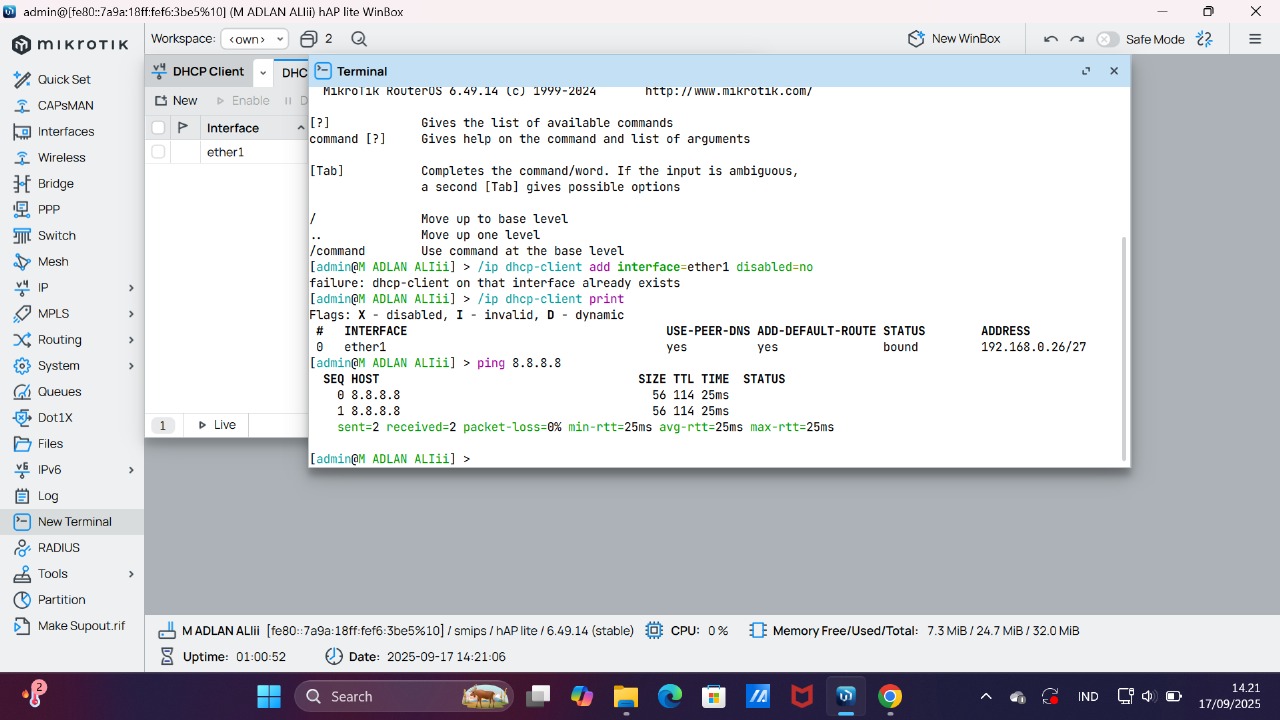 admin@[fe80::7a9a:18ff:fef6:3be5%10] (M ADLAN ALIii) hAP lite WinBox
MikroTik
Workspace: <own> 2 New WinBox Safe Mode
Quick Set
CAPsMAN
Interfaces
Wireless
Bridge
PPP
Switch
Mesh
IP
MPLS
Routing
System
Queues
Dot1X
Files
IPv6
Log
New Terminal
RADIUS
Tools
Partition
Make Supout.rif
DHCP Client DHC
New Enable D
Interface
ether1
1 Live
Terminal
MikroTik RouterOS 6.49.14 (c) 1999-2024 http://www.mikrotik.com/
[?] Gives the list of available commands
command [?] Gives help on the command and list of arguments
[Tab] Completes the command/word. If the input is ambiguous,
a second [Tab] gives possible options
/ Move up to base level
.. Move up one level
/command Use command at the base level
[admin@M ADLAN ALIii] > /ip dhcp-client add interface=ether1 disabled=no
failure: dhcp-client on that interface already exists
[admin@M ADLAN ALIii] > /ip dhcp-client print
Flags: X - disabled, I - invalid, D - dynamic
# INTERFACE USE-PEER-DNS ADD-DEFAULT-ROUTE STATUS ADDRESS
0 ether1 yes yes bound 192.168.0.26/27
[admin@M ADLAN ALIii] > ping 8.8.8.8
SEQ HOST SIZE TTL TIME STATUS
0 8.8.8.8 56 114 25ms
1 8.8.8.8 56 114 25ms
sent=2 received=2 packet-loss=0% min-rtt=25ms avg-rtt=25ms max-rtt=25ms
[admin@M ADLAN ALIii] >
M ADLAN ALIii [fe80::7a9a:18ff:fef6:3be5%10] / smips / hAP lite / 6.49.14 (stable) CPU: 0 % Memory Free/Used/Total: 7.3 MiB / 24.7 MiB / 32.0 MiB
Uptime: 01:00:52 Date: 2025-09-17 14:21:06
2 Search IND 14.21
17/09/2025